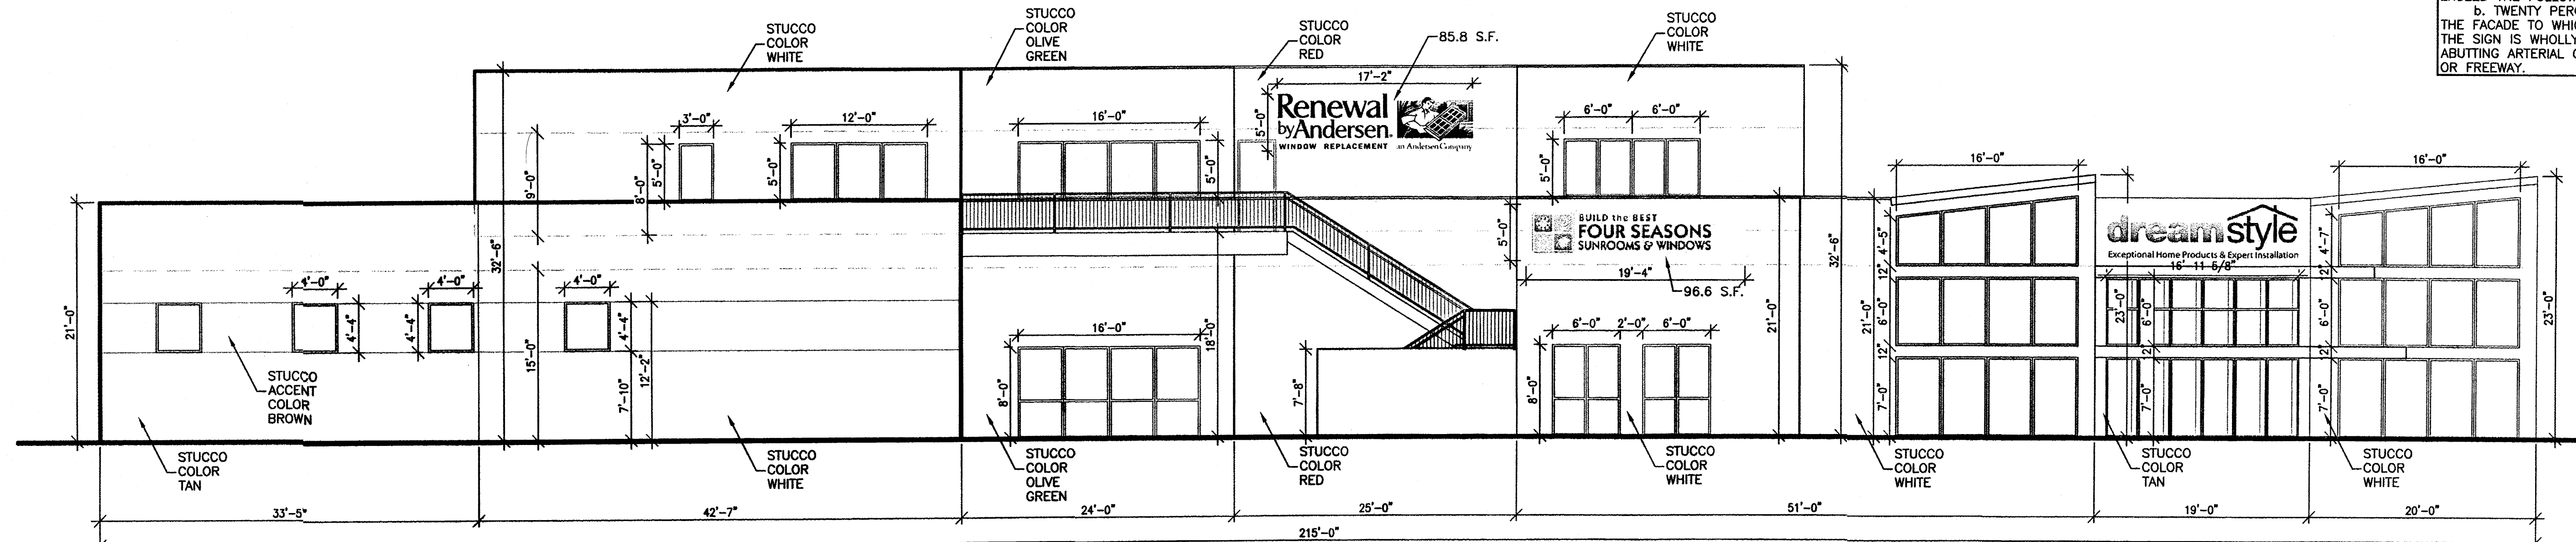 b. TWENTY PERC
THE FACADE TO WHIC
THE SIGN IS WHOLLY
ABUTTING ARTERIAL
OR FREEWAY.
STUCCO
COLOR
WHITE
STUCCO
COLOR
OLIVE
GREEN
STUCCO
COLOR
RED
85.8 S.F.
STUCCO
COLOR
WHITE
17'-2"
Renewal
byAndersen.
WINDOW REPLACEMENT an Andersen Company
5'-0"
3'-0"
12'-0"
16'-0"
6'-0" 6'-0"
9'-0"
8'-0"
5'-0"
5'-0"
5'-0"
5'-0"
32'-6"
21'-0"
4'-0"
4'-0"
4'-0"
4'-4"
4'-4"
4'-4"
15'-0"
7'-10"
12'-2"
16'-0"
8'-0"
18'-0"
7'-8"
BUILD the BEST
FOUR SEASONS
SUNROOMS & WINDOWS
5'-0"
19'-4"
96.6 S.F.
6'-0" 2'-0" 6'-0"
8'-0"
21'-0"
32'-6"
16'-0"
21'-0"
4'-5"
12"
6'-0"
12"
7'-0"
dreamstyle
Exceptional Home Products & Expert Installation
16'-11-5/8"
23'-0"
6'-0"
12"
7'-0"
16'-0"
4'-7"
12"
6'-0"
12"
7'-0"
23'-0"
STUCCO
ACCENT
COLOR
BROWN
STUCCO
COLOR
TAN
STUCCO
COLOR
WHITE
STUCCO
COLOR
OLIVE
GREEN
STUCCO
COLOR
RED
STUCCO
COLOR
WHITE
STUCCO
COLOR
WHITE
STUCCO
COLOR
TAN
STUCCO
COLOR
WHITE
33'-5"
42'-7"
24'-0"
25'-0"
51'-0"
19'-0"
20'-0"
215'-0"